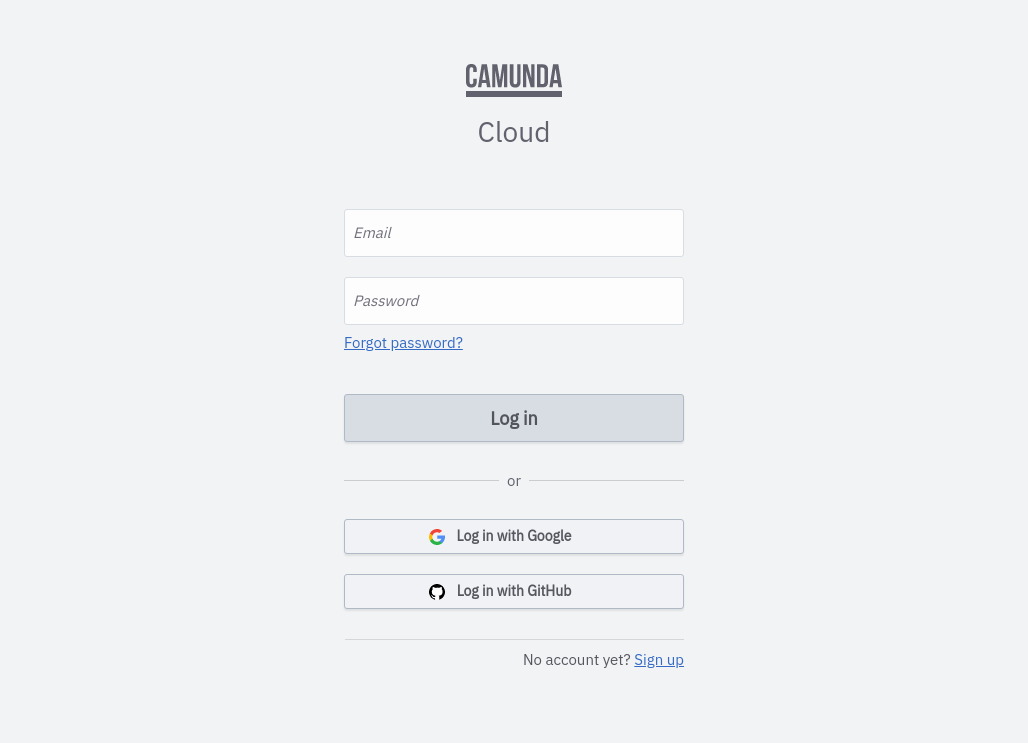 CAMUNDA
Cloud
Email
Password
Forgot password?
Log in
or
Log in with Google
Log in with GitHub
No account yet? Sign up